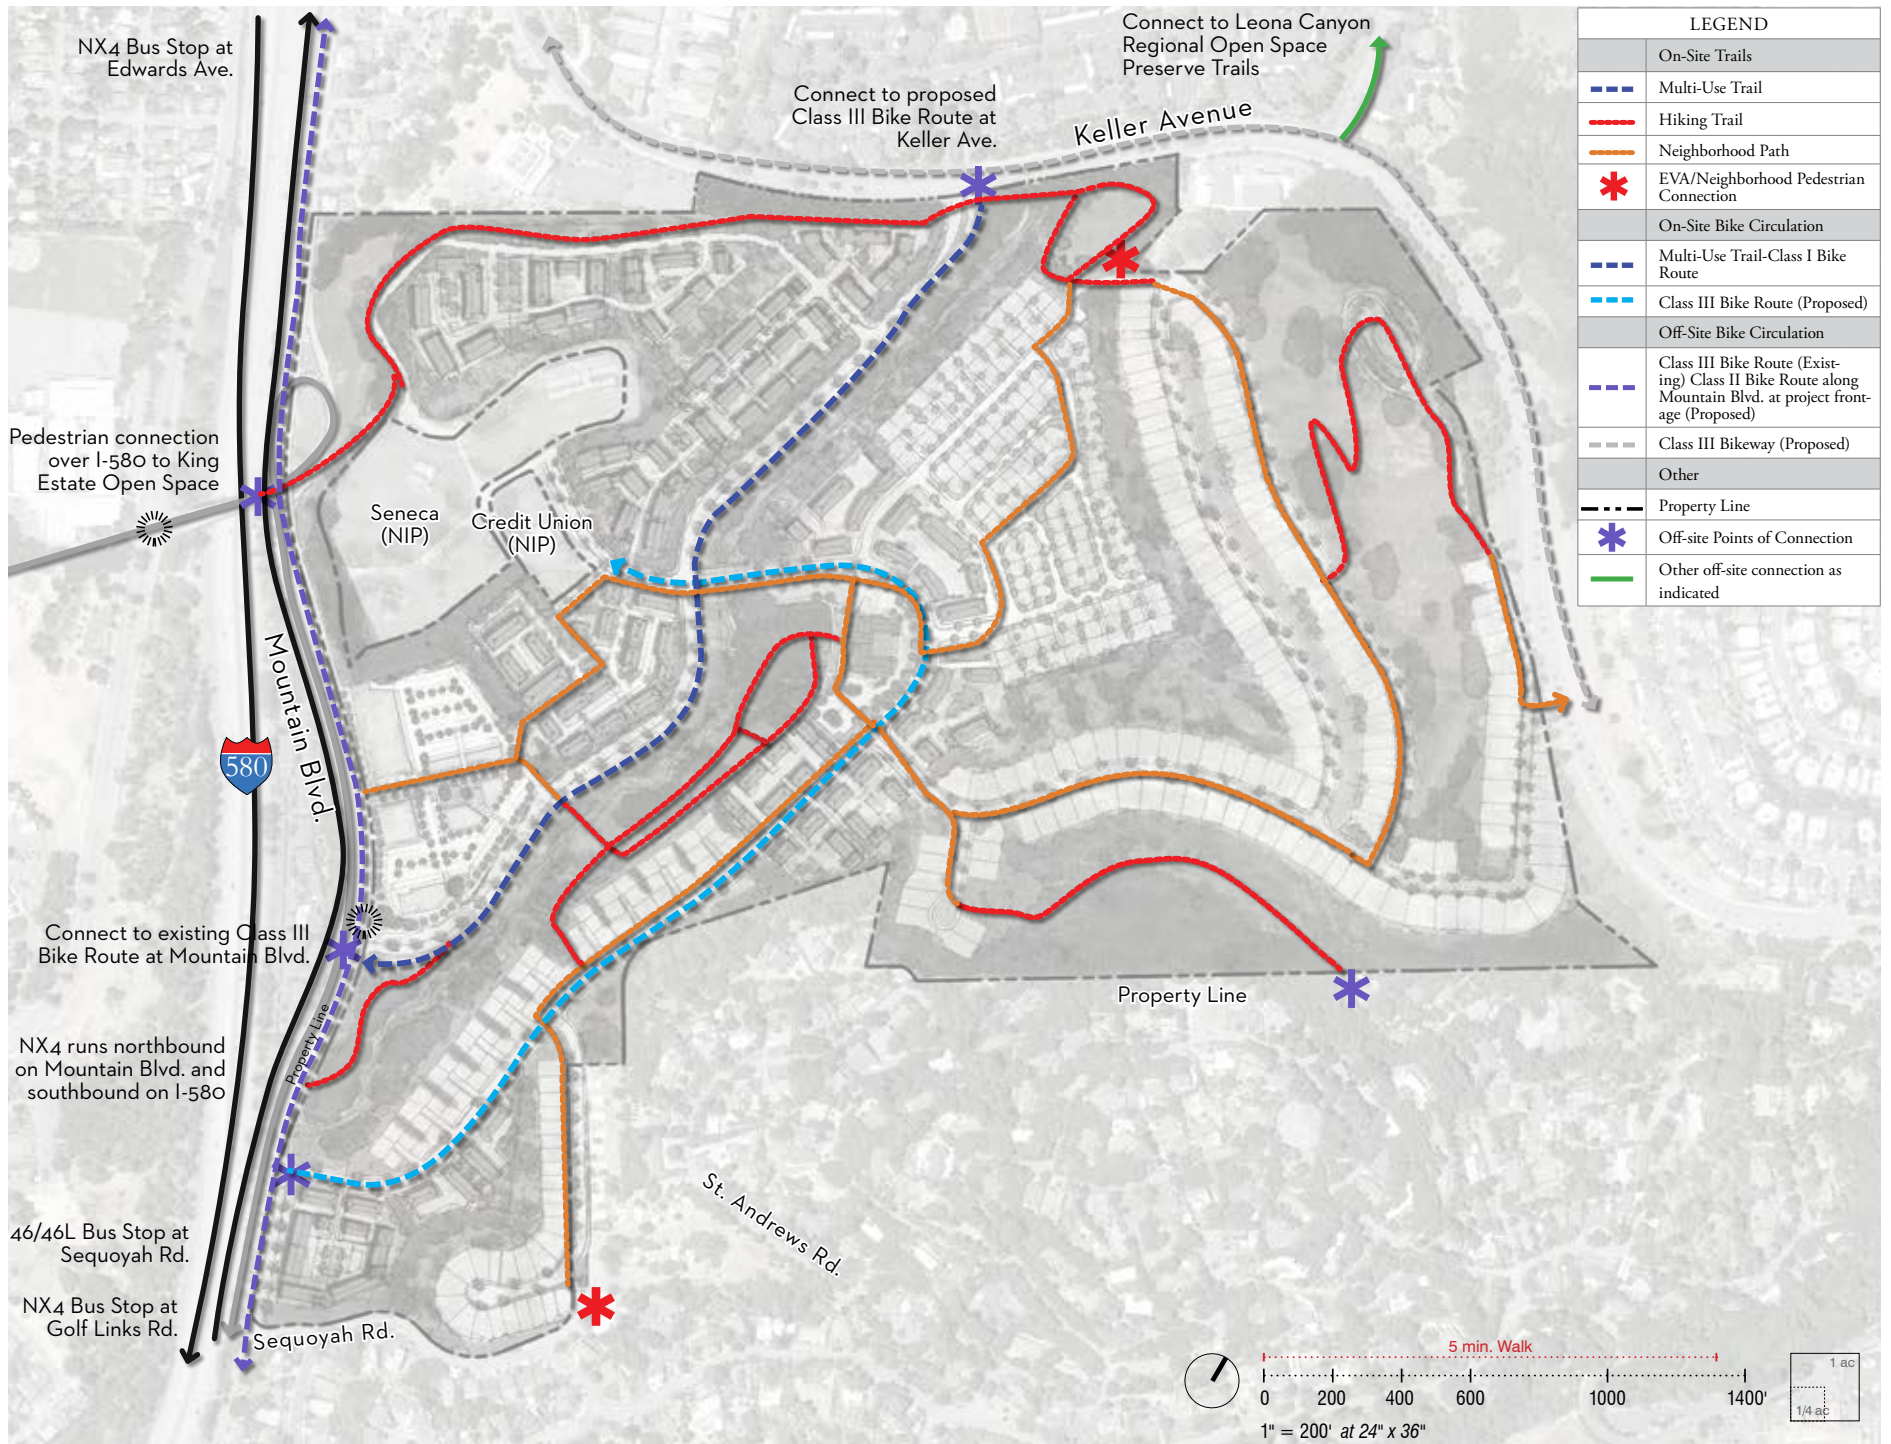 NX4 Bus Stop at
Edwards Ave.
Connect to Leona Canyon
Regional Open Space
Preserve Trails
Connect to proposed
Class III Bike Route at
Keller Ave.
Keller Avenue
LEGEND
On-Site Trails
Multi-Use Trail
Hiking Trail
Neighborhood Path
EVA/Neighborhood Pedestrian
Connection
On-Site Bike Circulation
Multi-Use Trail-Class I Bike
Route
Class III Bike Route (Proposed)
Off-Site Bike Circulation
Class III Bike Route (Exist-
ing) Class II Bike Route along
Mountain Blvd. at project front-
age (Proposed)
Class III Bikeway (Proposed)
Other
Property Line
Off-site Points of Connection
Other off-site connection as
indicated
Pedestrian connection
over I-580 to King
Estate Open Space
Seneca
(NIP)
Credit Union
(NIP)
Mountain Blvd.
580
Connect to existing Class III
Bike Route at Mountain Blvd.
Property Line
Property Line
NX4 runs northbound
on Mountain Blvd. and
southbound on I-580
St. Andrews Rd.
46/46L Bus Stop at
Sequoyah Rd.
NX4 Bus Stop at
Golf Links Rd.
Sequoyah Rd.
5 min. Walk
0 200 400 600 1000 1400'
1" = 200' at 24" x 36"
1 ac
1/4 ac